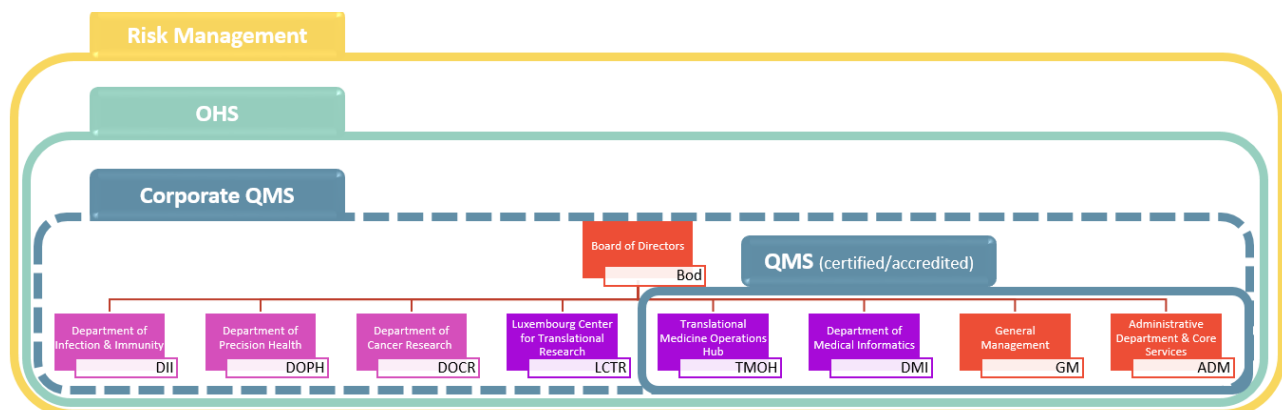 Risk Management
OHS
Corporate QMS
Board of Directors
Bod
QMS (certified/accredited)
Department of
Infection & Immunity
DII
Department of
Precision Health
DOPH
Department of
Cancer Research
DOCR
Luxembourg Center
for Translational
Research
LCTR
Translational
Medicine Operations
Hub
TMOH
Department of
Medical Informatics
DMI
General
Management
GM
Administrative
Department & Core
Services
ADM